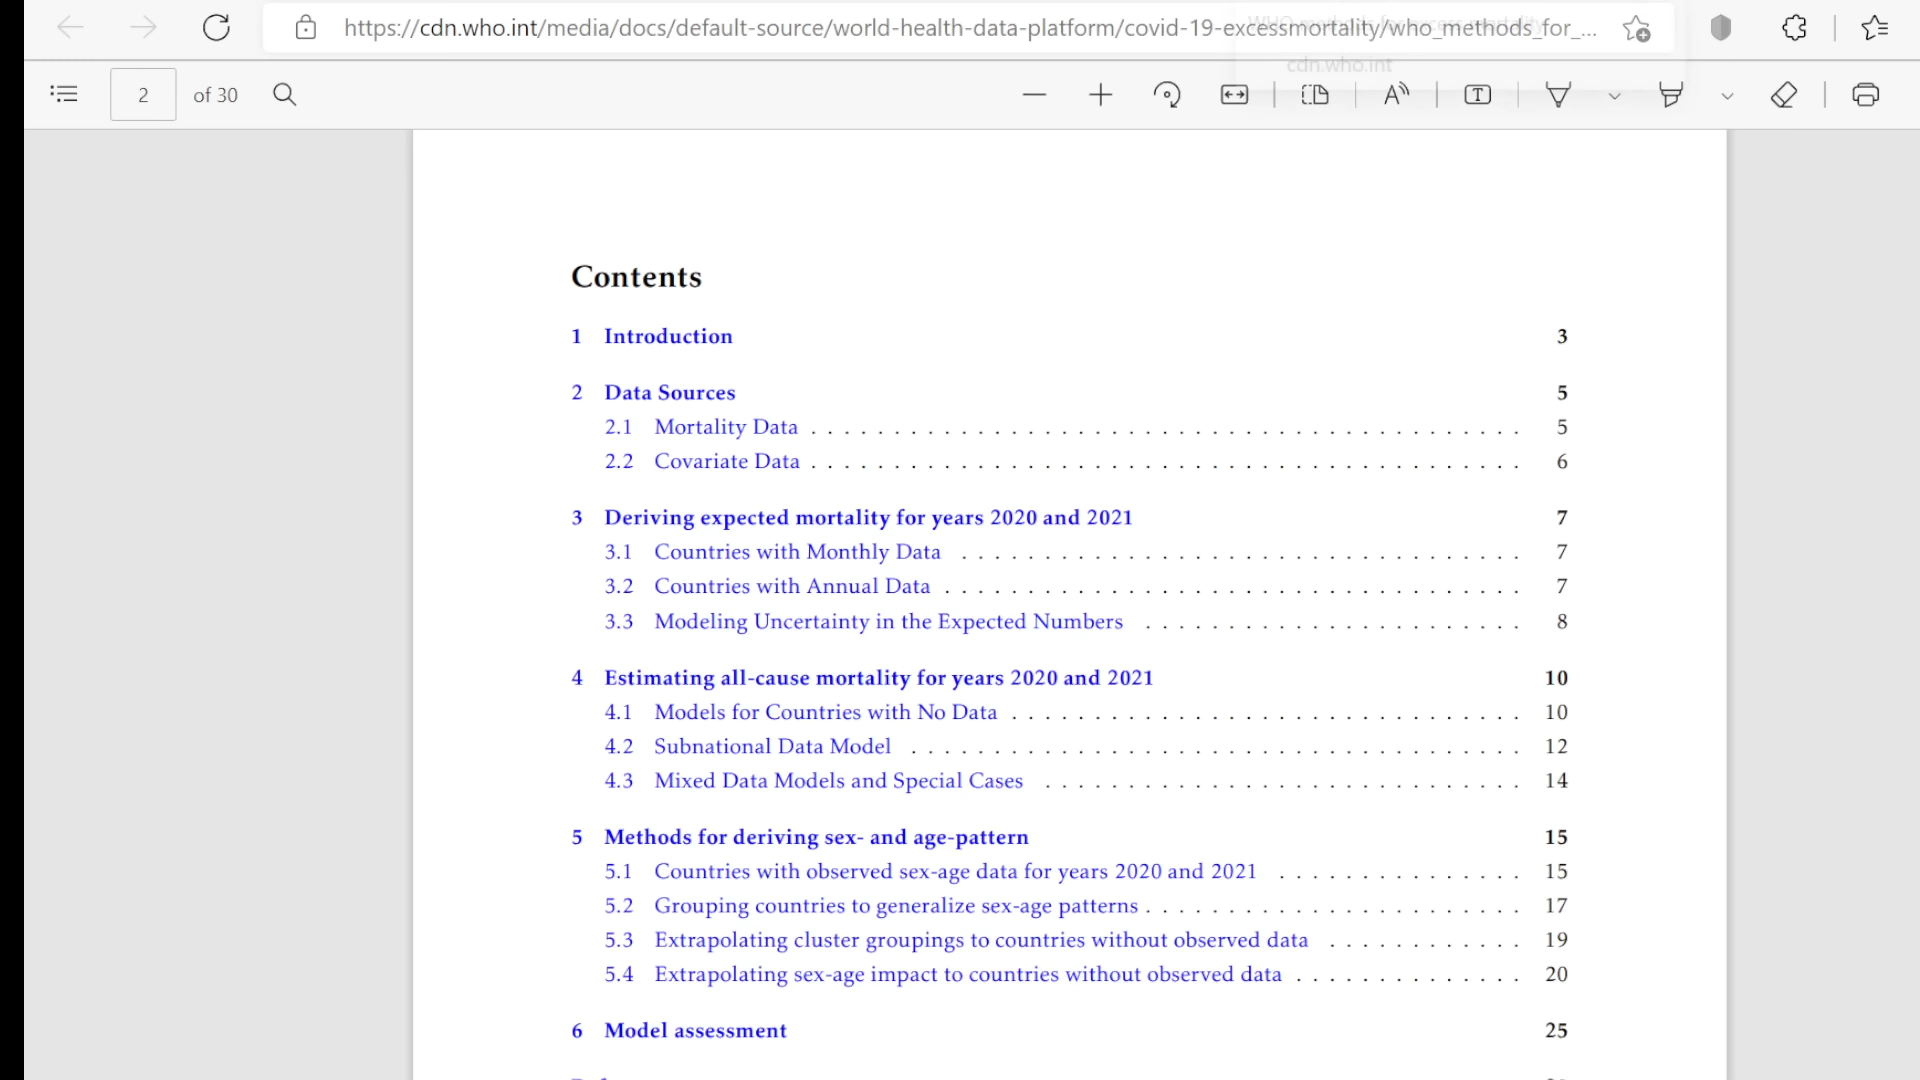 https://cdn.who.int/media/docs/default-source/world-health-data-platform/covid-19-excessmortality/who_methods_for_...
cdn.who.int
2 of 30
Contents
1 Introduction 3
2 Data Sources 5
2.1 Mortality Data 5
2.2 Covariate Data 6
3 Deriving expected mortality for years 2020 and 2021 7
3.1 Countries with Monthly Data 7
3.2 Countries with Annual Data 7
3.3 Modeling Uncertainty in the Expected Numbers 8
4 Estimating all-cause mortality for years 2020 and 2021 10
4.1 Models for Countries with No Data 10
4.2 Subnational Data Model 12
4.3 Mixed Data Models and Special Cases 14
5 Methods for deriving sex- and age-pattern 15
5.1 Countries with observed sex-age data for years 2020 and 2021 15
5.2 Grouping countries to generalize sex-age patterns 17
5.3 Extrapolating cluster groupings to countries without observed data 19
5.4 Extrapolating sex-age impact to countries without observed data 20
6 Model assessment 25